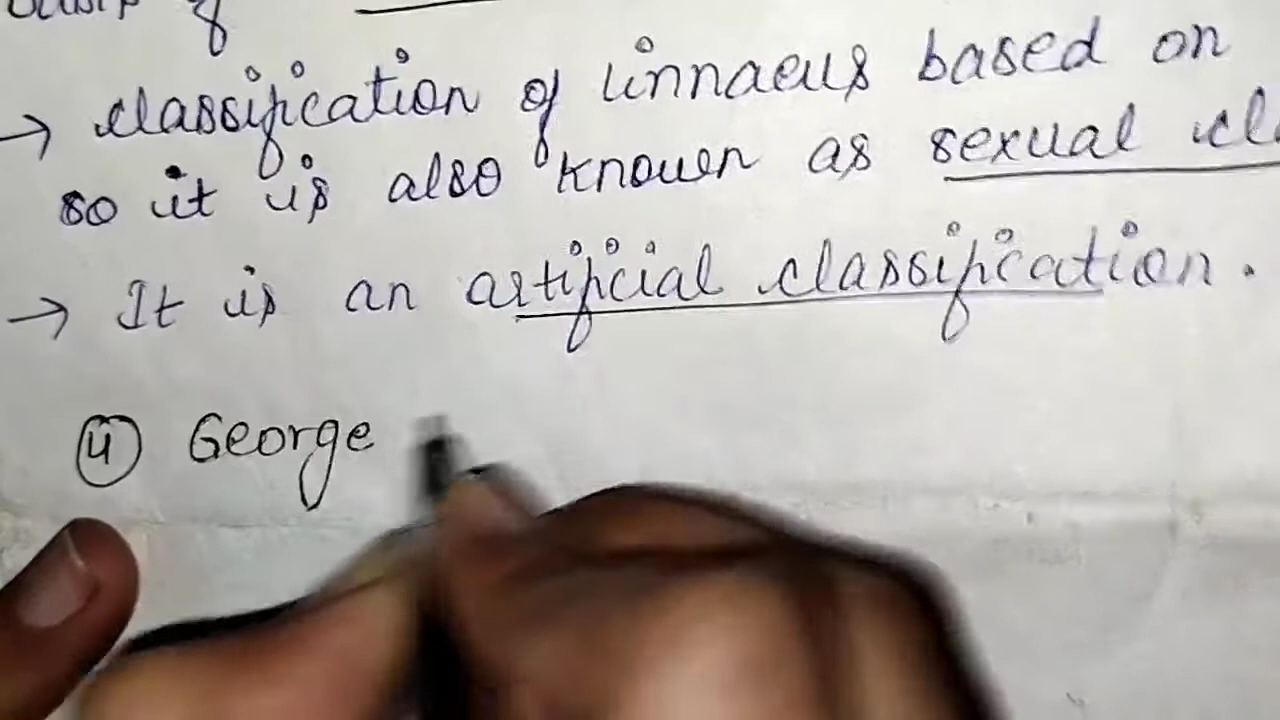 of
→ classification of linnaeus based on
so it is also known as sexual
→ It is an artificial classification.
④ George